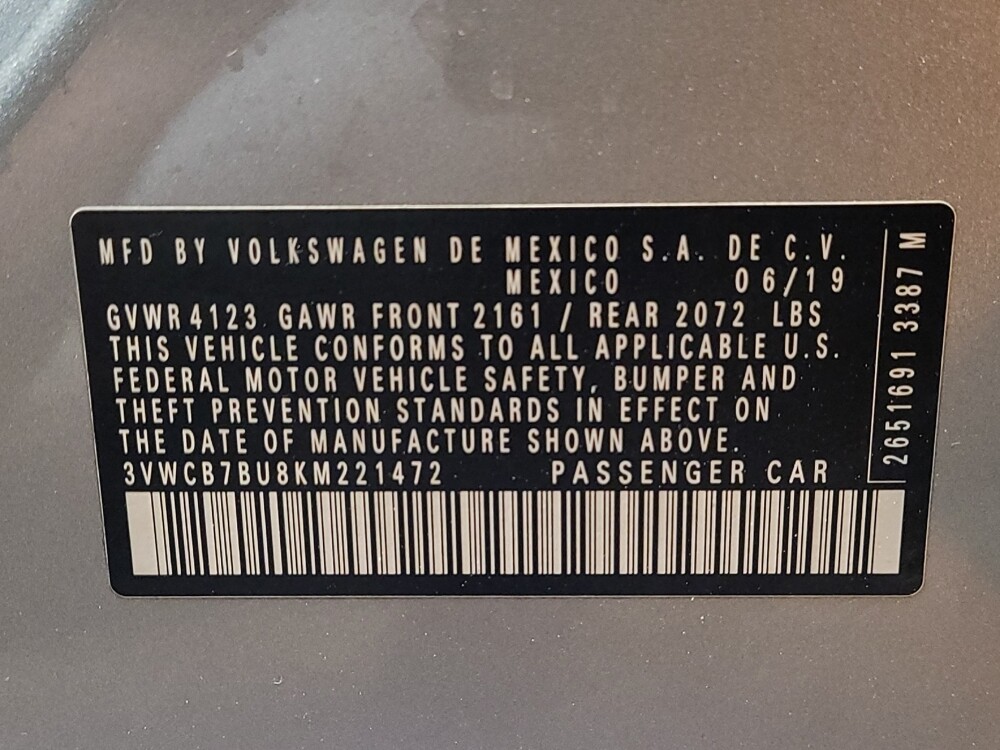 MFD BY VOLKSWAGEN DE MEXICO S.A. DE C.V.
MEXICO 06/19
GVWR 4123 GAWR FRONT 2161 / REAR 2072 LBS
THIS VEHICLE CONFORMS TO ALL APPLICABLE U.S.
FEDERAL MOTOR VEHICLE SAFETY, BUMPER AND
THEFT PREVENTION STANDARDS IN EFFECT ON
THE DATE OF MANUFACTURE SHOWN ABOVE.
3VWCB7BU8KM221472 PASSENGER CAR
2651691 3387 M